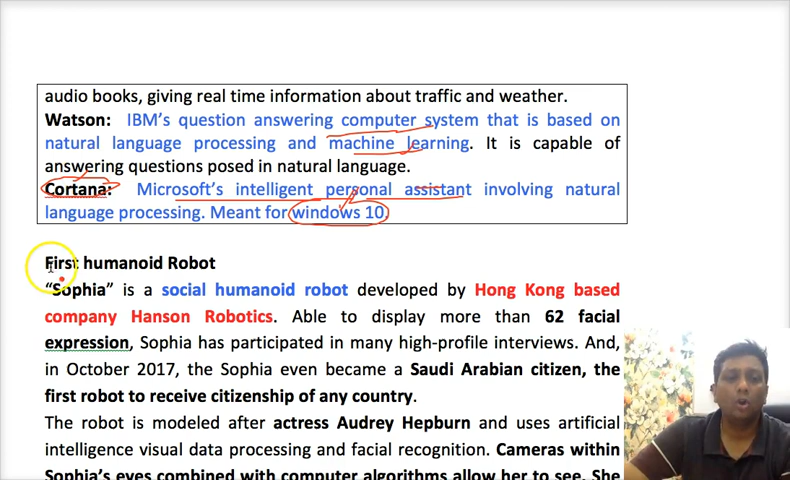 audio books, giving real time information about traffic and weather.
Watson: IBM's question answering computer system that is based on
natural language processing and machine learning. It is capable of
answering questions posed in natural language.
Cortana: Microsoft's intelligent personal assistant involving natural
language processing. Meant for windows 10.
First humanoid Robot
“Sophia” is a social humanoid robot developed by Hong Kong based
company Hanson Robotics. Able to display more than 62 facial
expression, Sophia has participated in many high-profile interviews. And,
in October 2017, the Sophia even became a Saudi Arabian citizen, the
first robot to receive citizenship of any country.
The robot is modeled after actress Audrey Hepburn and uses artificial
intelligence visual data processing and facial recognition. Cameras within
Sophia's eyes combined with computer algorithms allow her to see. She